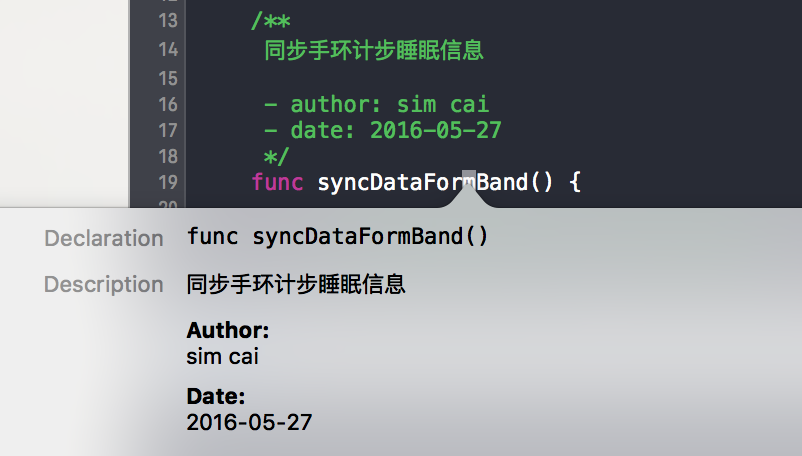 13 /**
14 同步手环计步睡眠信息
15
16 - author: sim cai
17 - date: 2016-05-27
18 */
19 func syncDataFormBand() {
Declaration func syncDataFormBand()
Description 同步手环计步睡眠信息
Author:
sim cai
Date:
2016-05-27